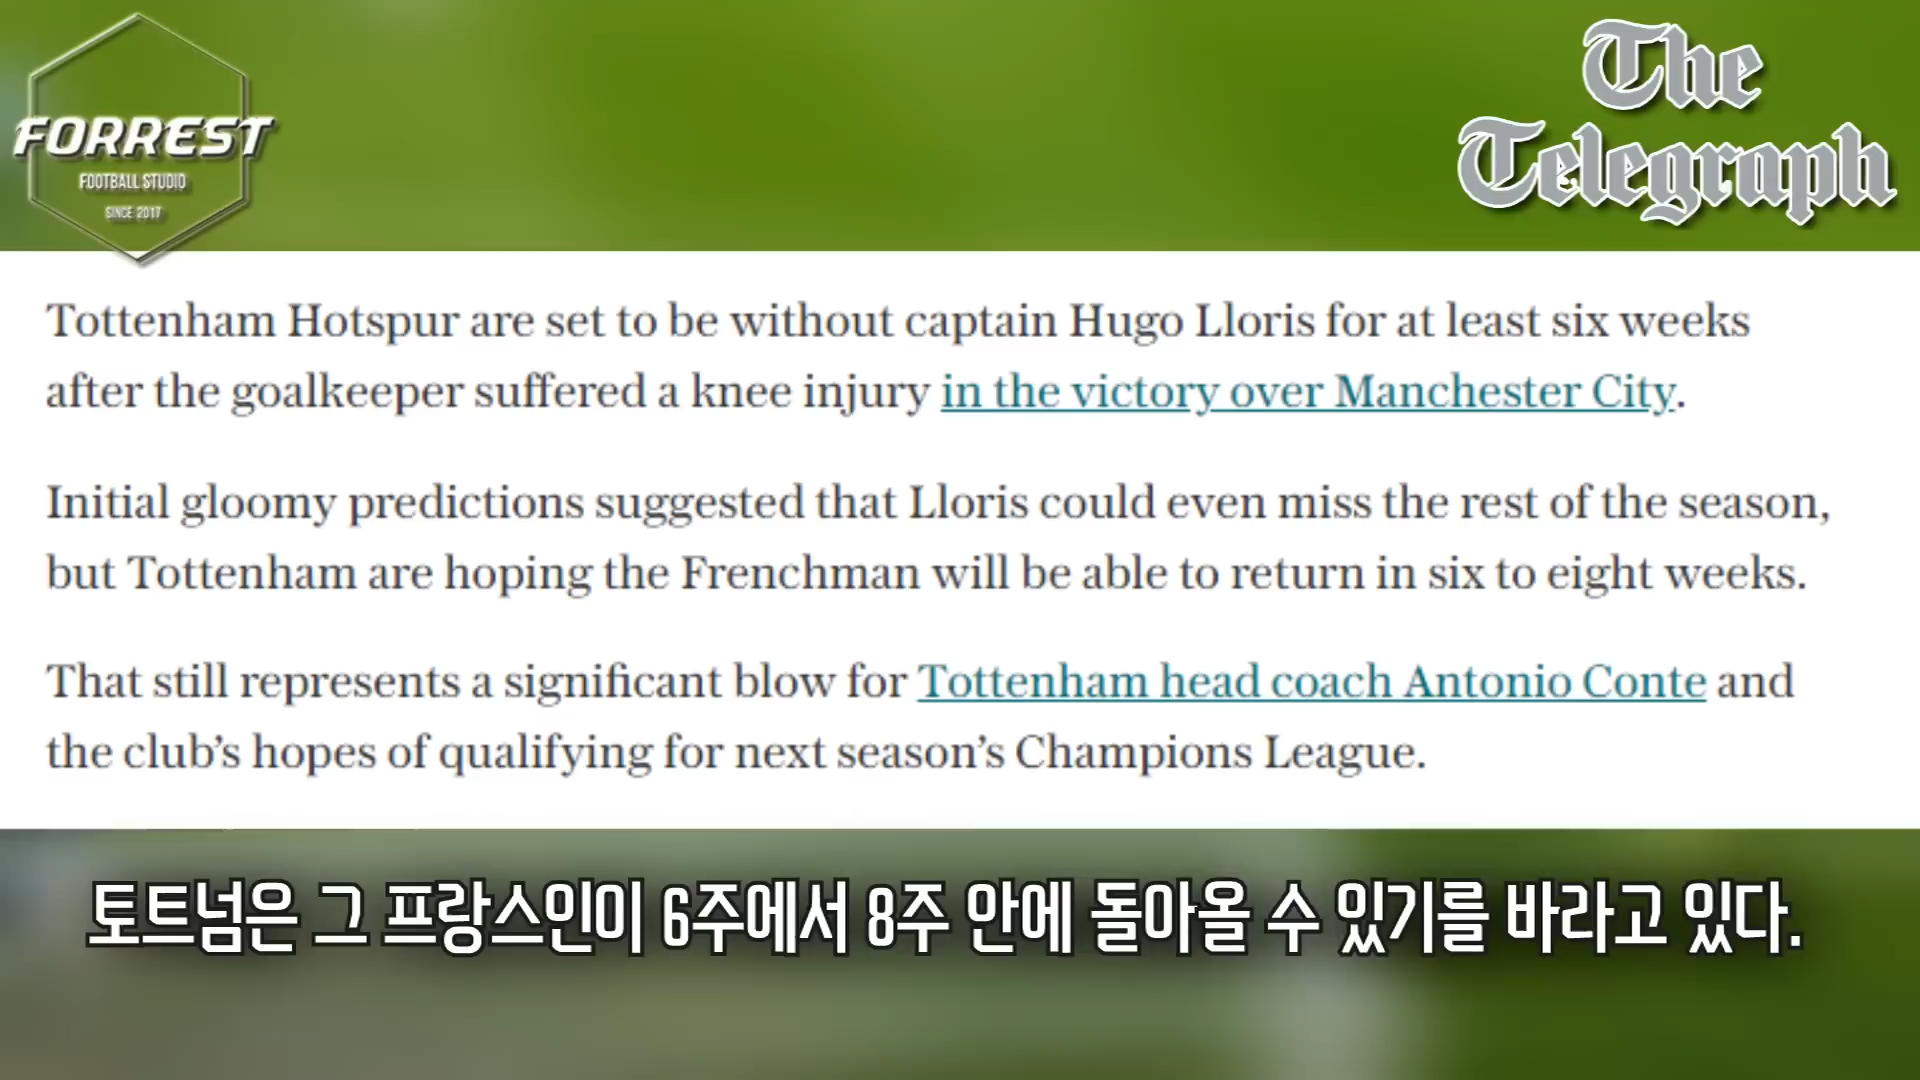 FORREST
FOOTBALL STUDIO
SINCE 2017
The
Telegraph
Tottenham Hotspur are set to be without captain Hugo Lloris for at least six weeks
after the goalkeeper suffered a knee injury in the victory over Manchester City.
Initial gloomy predictions suggested that Lloris could even miss the rest of the season,
but Tottenham are hoping the Frenchman will be able to return in six to eight weeks.
That still represents a significant blow for Tottenham head coach Antonio Conte and
the club’s hopes of qualifying for next season’s Champions League.
토트넘은 그 프랑스인이 6주에서 8주 안에 돌아올 수 있기를 바라고 있다.